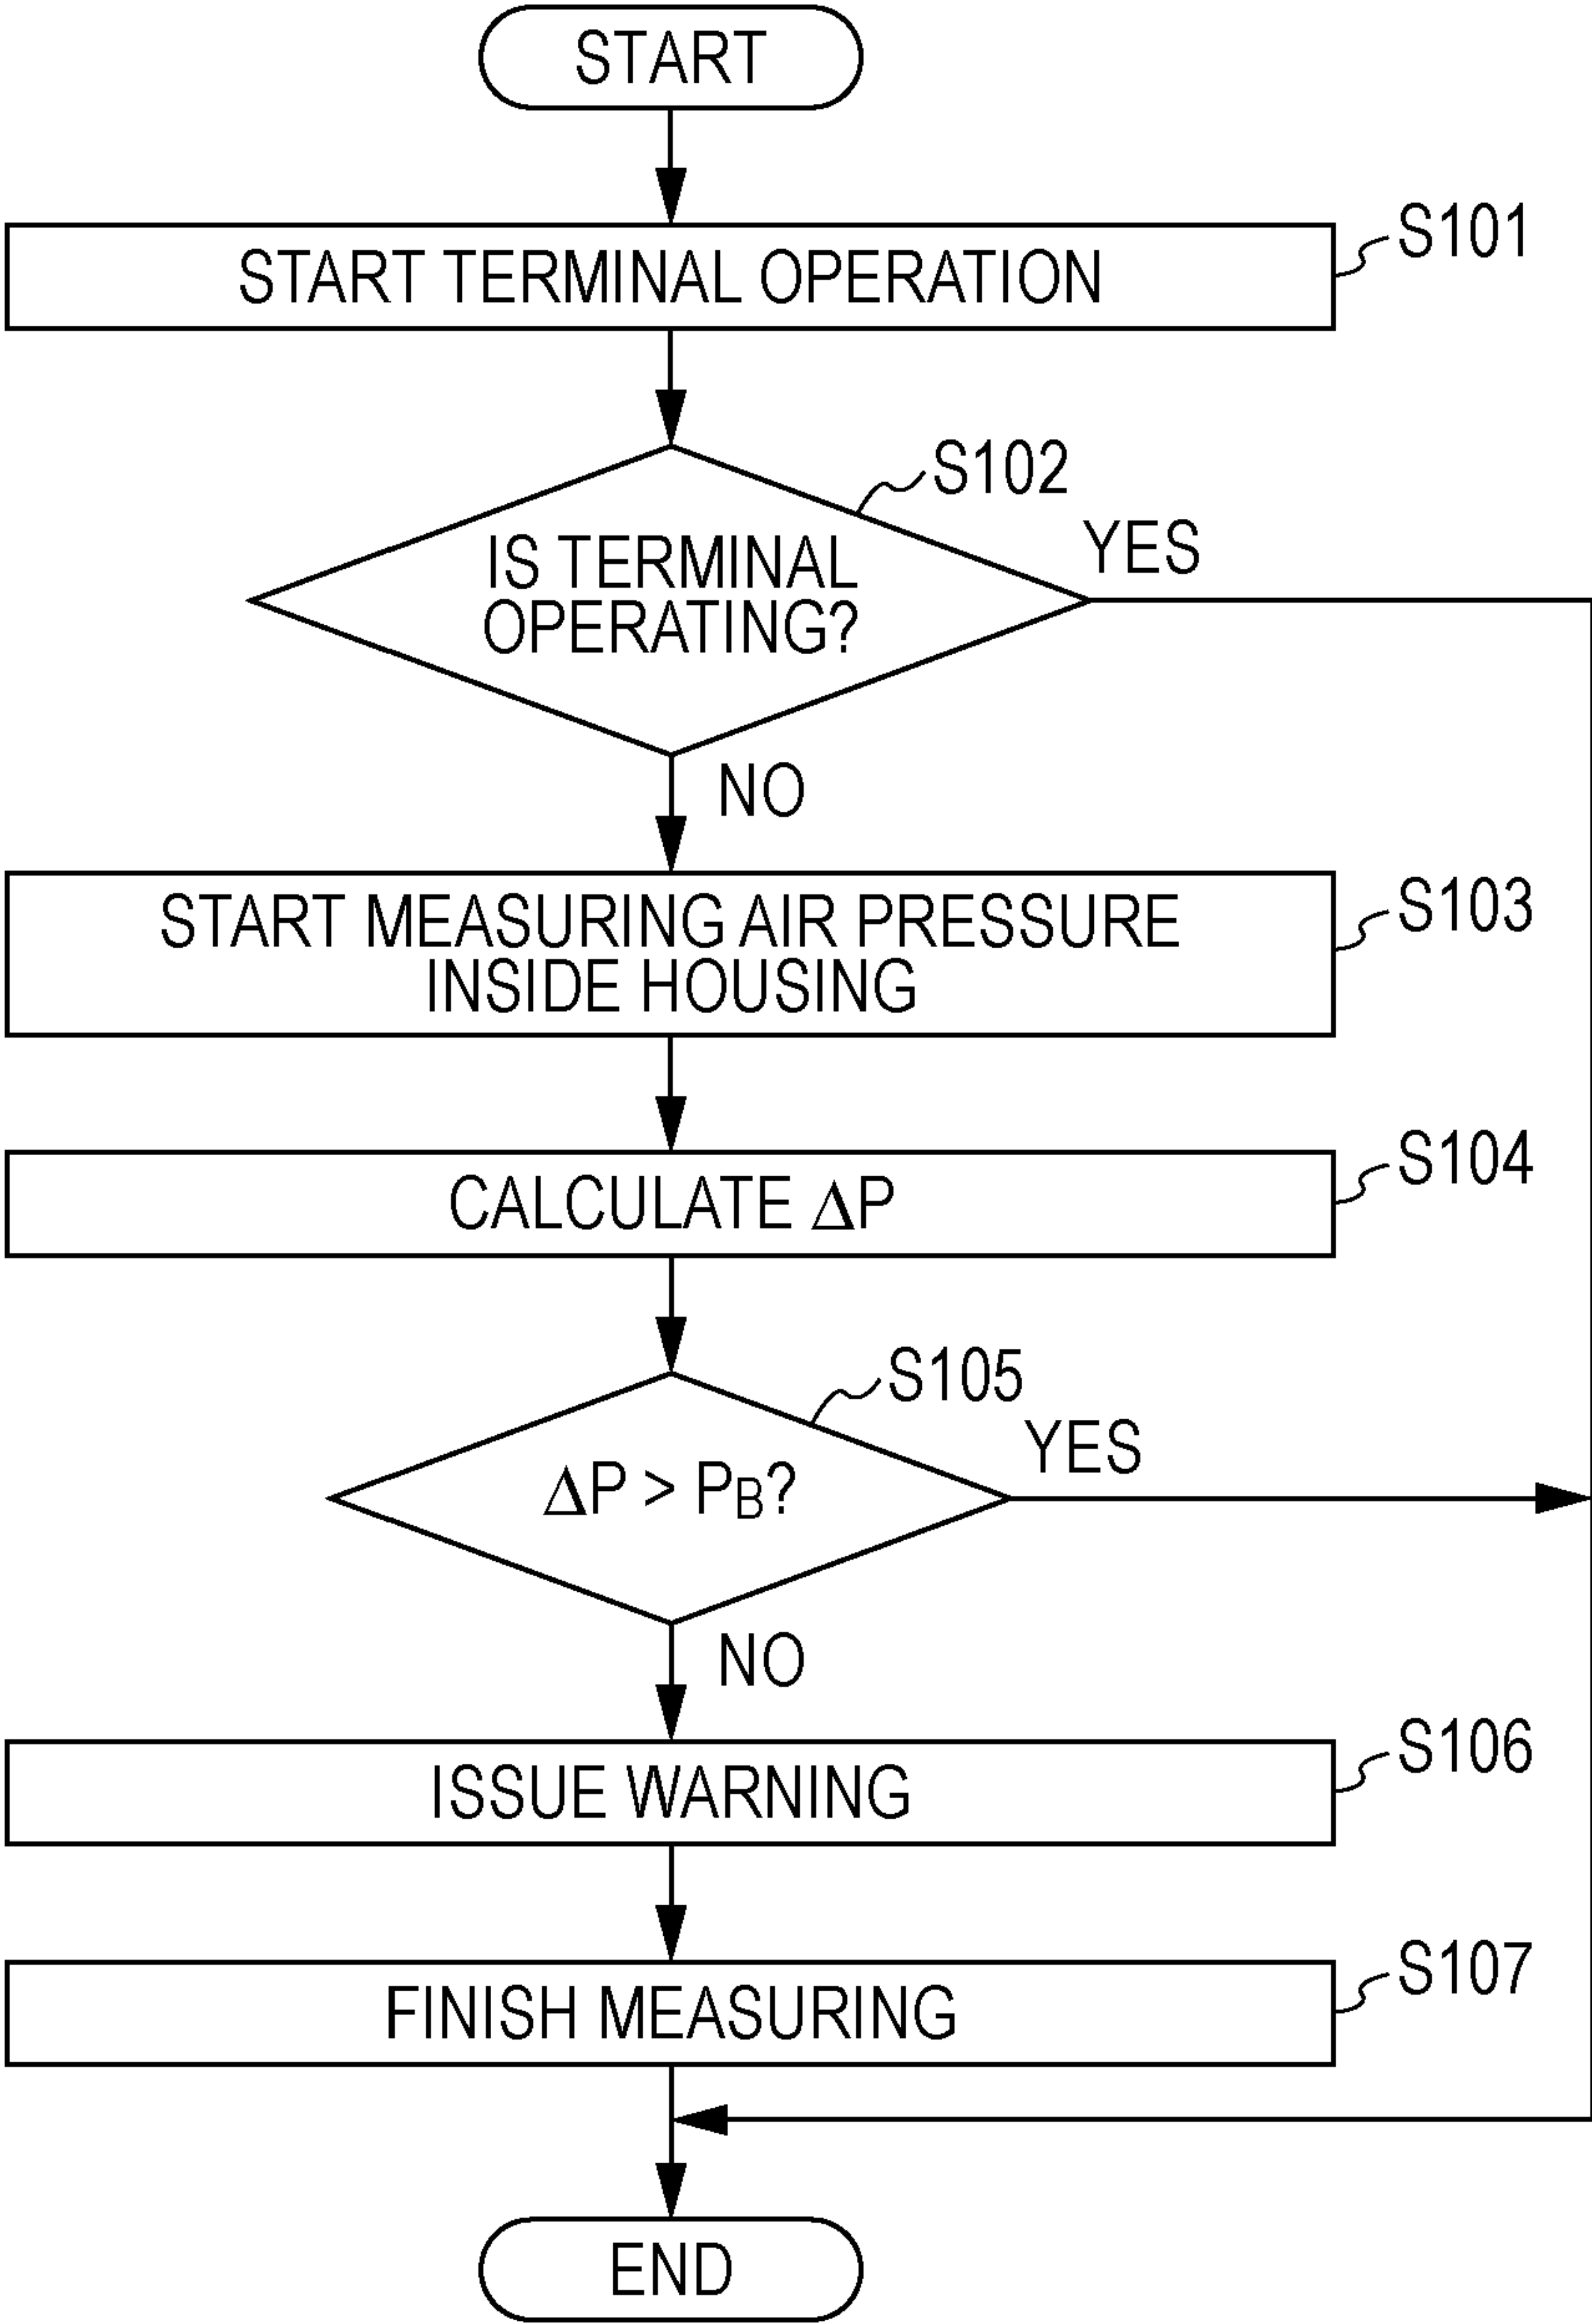 START
S101
START TERMINAL OPERATION
S102
YES
IS TERMINAL
OPERATING?
NO
S103
START MEASURING AIR PRESSURE
INSIDE HOUSING
S104
CALCULATE ΔP
S105
YES
ΔP > PB?
NO
S106
ISSUE WARNING
S107
FINISH MEASURING
END